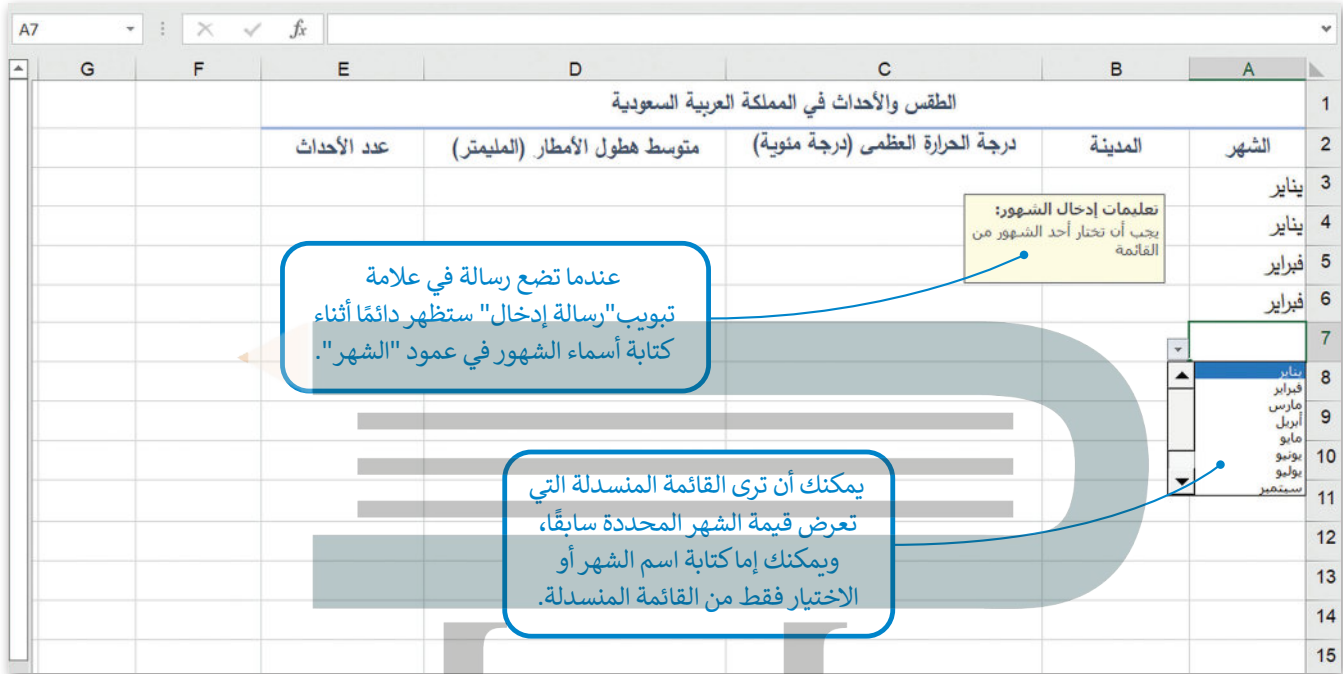 A7
fx
A B C D E F G
1 الطقس والأحداث في المملكة العربية السعودية
2 الشهر المدينة درجة الحرارة العظمى (درجة مئوية) متوسط هطول الأمطار (المليمتر) عدد الأحداث
3 يناير
4 يناير
5 فبراير
6 فبراير
7
8
9
10
11
12
13
14
15
تعليمات إدخال الشهور:
يجب أن تختار أحد الشهور من
القائمة
عندما تضع رسالة في علامة
تبويب"رسالة إدخال" ستظهر دائمًا أثناء
كتابة أسماء الشهور في عمود "الشهر".
يناير
فبراير
مارس
أبريل
مايو
يونيو
يوليو
سبتمبر
يمكنك أن ترى القائمة المنسدلة التي
تعرض قيمة الشهر المحددة سابقًا،
ويمكنك إما كتابة اسم الشهر أو
الاختيار فقط من القائمة المنسدلة.